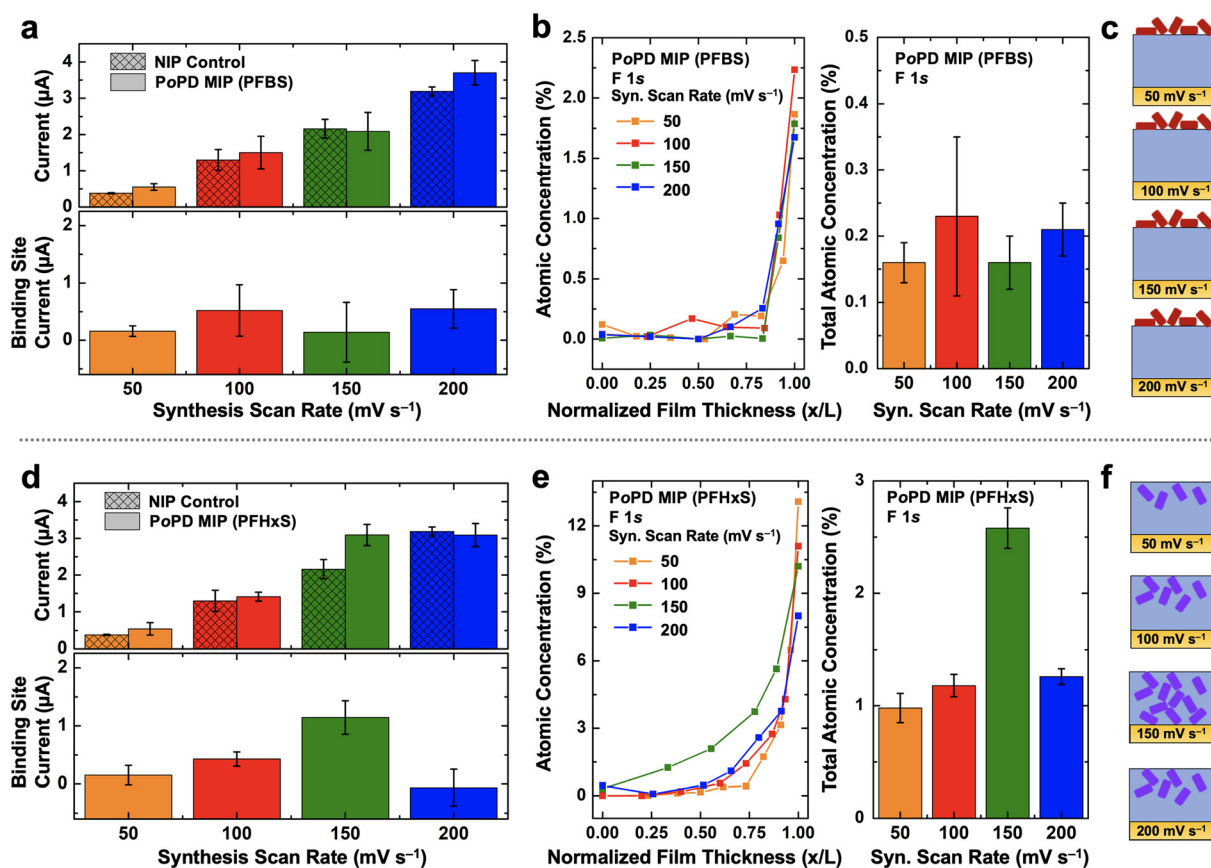 a
NIP Control
PoPD MIP (PFBS)
Current (µA)
4
3
2
1
0
Binding Site
Current (µA)
2
1
0
50 100 150 200
Synthesis Scan Rate (mV s⁻¹)
b
PoPD MIP (PFBS)
F 1s
Syn. Scan Rate (mV s⁻¹)
50
100
150
200
Atomic Concentration (%)
2.5
2.0
1.5
1.0
0.5
0.0
0.00 0.25 0.50 0.75 1.00
Normalized Film Thickness (x/L)
PoPD MIP (PFBS)
F 1s
Total Atomic Concentration (%)
0.5
0.4
0.3
0.2
0.1
0.0
50 100 150 200
Syn. Scan Rate (mV s⁻¹)
c
50 mV s⁻¹
100 mV s⁻¹
150 mV s⁻¹
200 mV s⁻¹
d
NIP Control
PoPD MIP (PFHxS)
Current (µA)
4
3
2
1
0
Binding Site
Current (µA)
2
1
0
50 100 150 200
Synthesis Scan Rate (mV s⁻¹)
e
PoPD MIP (PFHxS)
F 1s
Syn. Scan Rate (mV s⁻¹)
50
100
150
200
Atomic Concentration (%)
12
9
6
3
0
0.00 0.25 0.50 0.75 1.00
Normalized Film Thickness (x/L)
PoPD MIP (PFHxS)
F 1s
Total Atomic Concentration (%)
3
2
1
0
50 100 150 200
Syn. Scan Rate (mV s⁻¹)
f
50 mV s⁻¹
100 mV s⁻¹
150 mV s⁻¹
200 mV s⁻¹